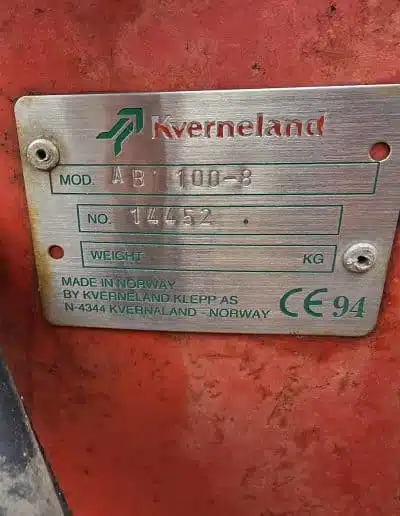 Kverneland
MOD. AB 100-8
NO. 14452
WEIGHT KG
MADE IN NORWAY
BY KVERNELAND KLEPP AS
N-4344 KVERNALAND - NORWAY
CE 94